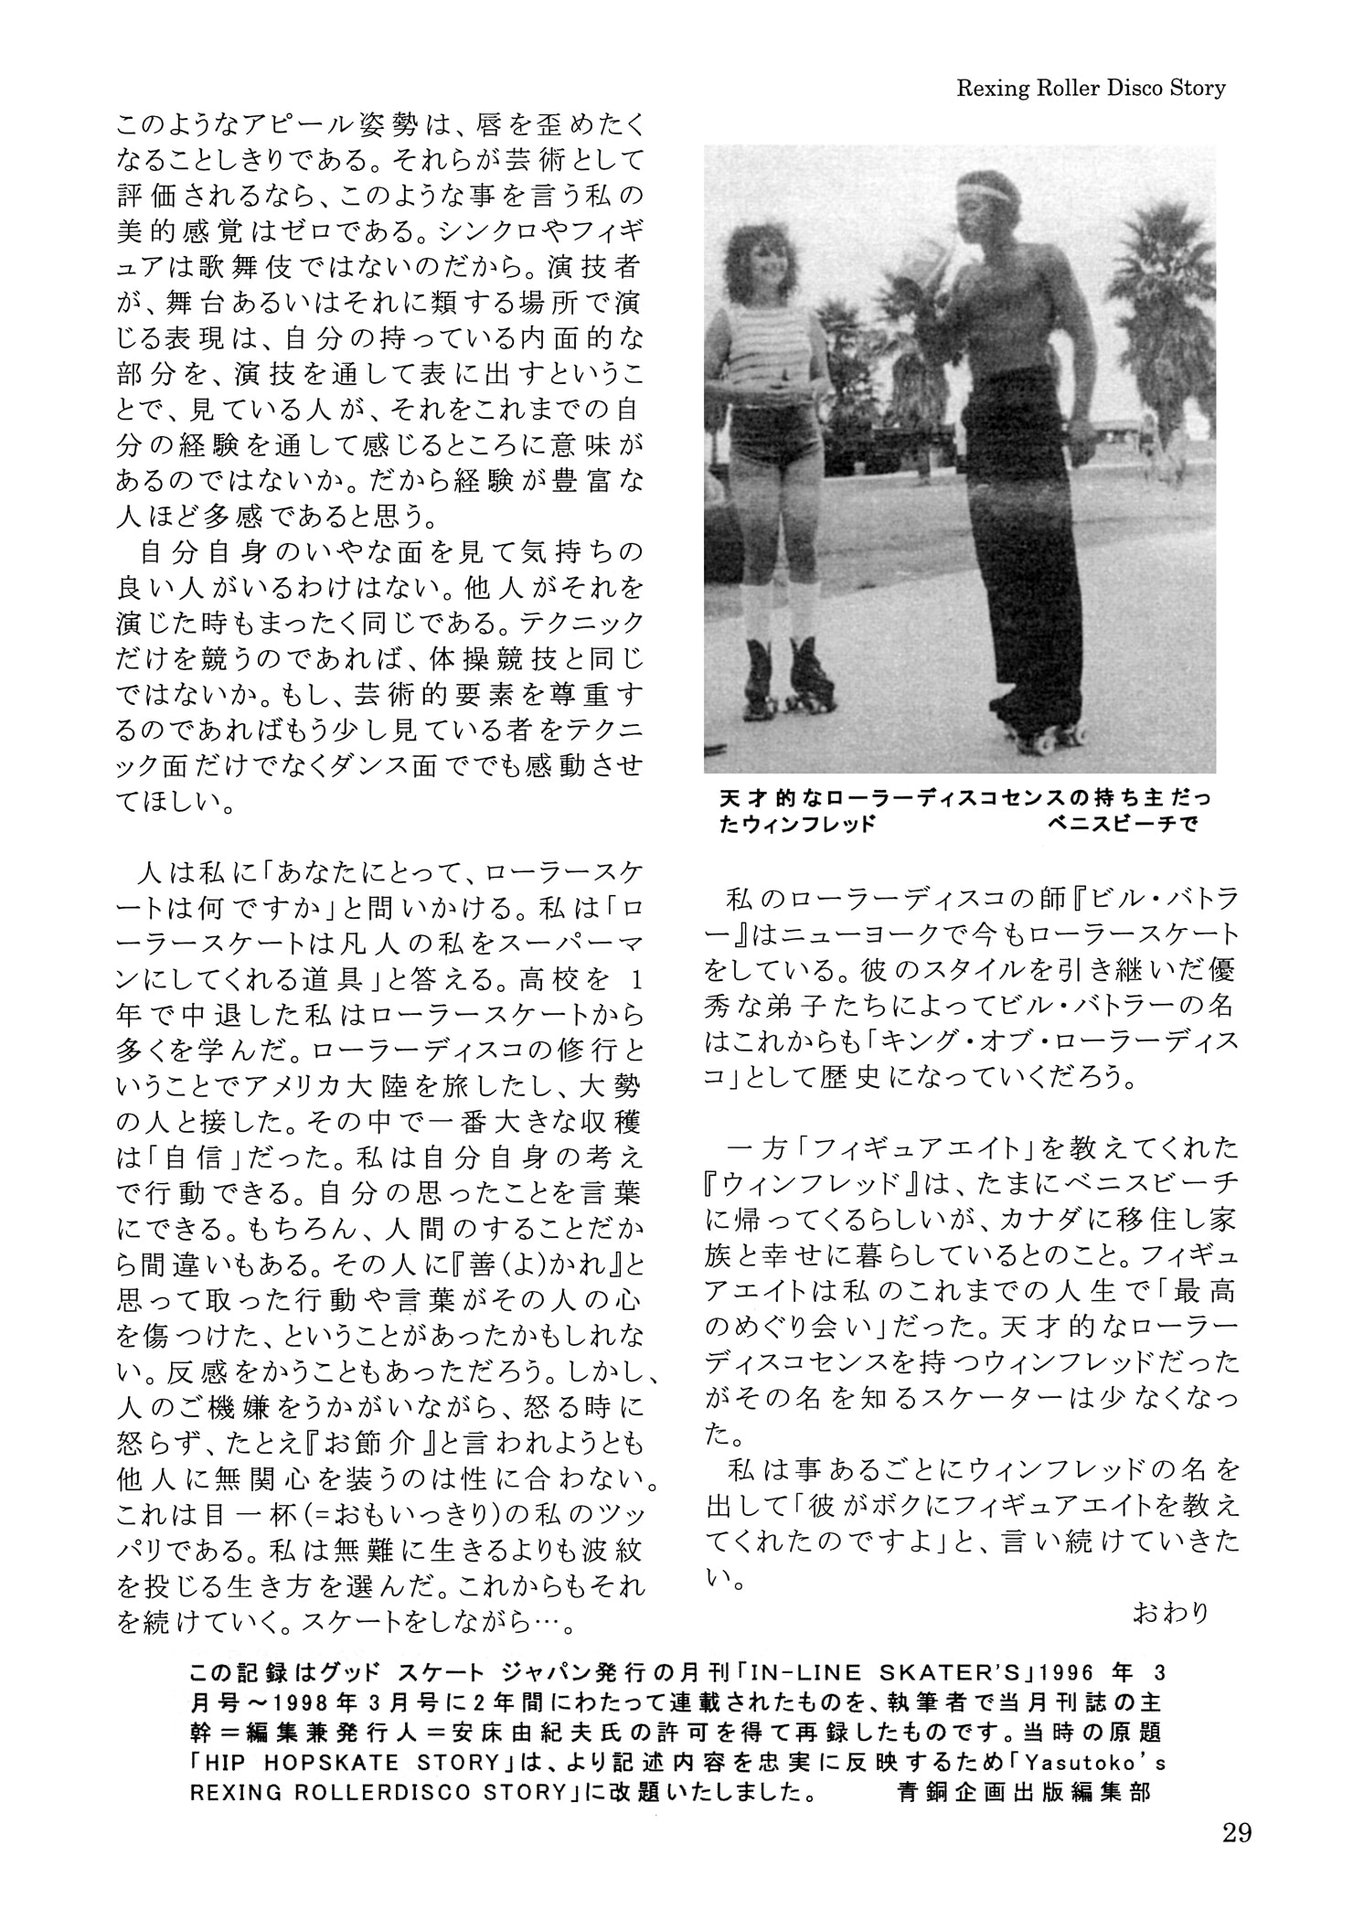 Rexing Roller Disco Story
このようなアピール姿勢は、唇を歪めたく
なることしきりである。それらが芸術として
評価されるなら、このような事を言う私の
美的感覚はゼロである。シンクロやフィギ
ュアは歌舞伎ではないのだから。演技者
が、舞台あるいはそれに類する場所で演
じる表現は、自分の持っている内面的な
部分を、演技を通して表に出すというこ
とで、見ている人が、それをこれまでの自
分の経験を通して感じるところに意味が
あるのではないか。だから経験が豊富な
人ほど多感であると思う。
自分自身のいやな面を見て気持ちの
良い人がいるわけはない。他人がそれを
演じた時もまったく同じである。テクニック
だけを競うのであれば、体操競技と同じ
ではないか。もし、芸術的要素を尊重す
るのであればもう少し見ている者をテクニ
ック面だけでなくダンス面ででも感動させ
てほしい。
人は私に「あなたにとって、ローラースケ
ートは何ですか」と問いかける。私は「ロ
ーラースケートは凡人の私をスーパーマ
ンにしてくれる道具」と答える。高校を 1
年で中退した私はローラースケートから
多くを学んだ。ローラーディスコの修行と
いうことでアメリカ大陸を旅したし、大勢
の人と接した。その中で一番大きな収穫
は「自信」だった。私は自分自身の考え
で行動できる。自分の思ったことを言葉
にできる。もちろん、人間のすることだか
ら間違いもある。その人に『善(よ)かれ』と
思って取った行動や言葉がその人の心
を傷つけた、ということがあったかもしれな
い。反感をかうこともあっただろう。しかし、
人のご機嫌をうかがいながら、怒る時に
怒らず、たとえ『お節介』と言われようとも
他人に無関心を装うのは性に合わない。
これは目一杯(=おもいっきり)の私のツッ
パリである。私は無難に生きるよりも波紋
を投じる生き方を選んだ。これからもそれ
を続けていく。スケートをしながら…。
天才的なローラーディスコセンスの持ち主だっ
たウィンフレッド ベニスビーチで
私のローラーディスコの師『ビル・バトラ
ー』はニューヨークで今もローラースケート
をしている。彼のスタイルを引き継いだ優
秀な弟子たちによってビル・バトラーの名
はこれからも「キング・オブ・ローラーディス
コ」として歴史になっていくだろう。
一方「フィギュアエイト」を教えてくれた
『ウィンフレッド』は、たまにベニスビーチ
に帰ってくるらしいが、カナダに移住し家
族と幸せに暮らしているとのこと。フィギュ
アエイトは私のこれまでの人生で「最高
のめぐり会い」だった。天才的なローラー
ディスコセンスを持つウィンフレッドだった
がその名を知るスケーターは少なくなっ
た。
私は事あるごとにウィンフレッドの名を
出して「彼がボクにフィギュアエイトを教え
てくれたのですよ」と、言い続けていきた
い。
おわり
この記録はグッド スケート ジャパン発行の月刊「IN-LINE SKATER'S」1996 年 3
月号～1998年3月号に2年間にわたって連載されたものを、執筆者で当月刊誌の主
幹＝編集兼発行人＝安床由紀夫氏の許可を得て再録したものです。当時の原題
「HIP HOPSKATE STORY」は、より記述内容を忠実に反映するため「Yasutoko's
REXING ROLLERDISCO STORY」に改題いたしました。 青銅企画出版編集部
29